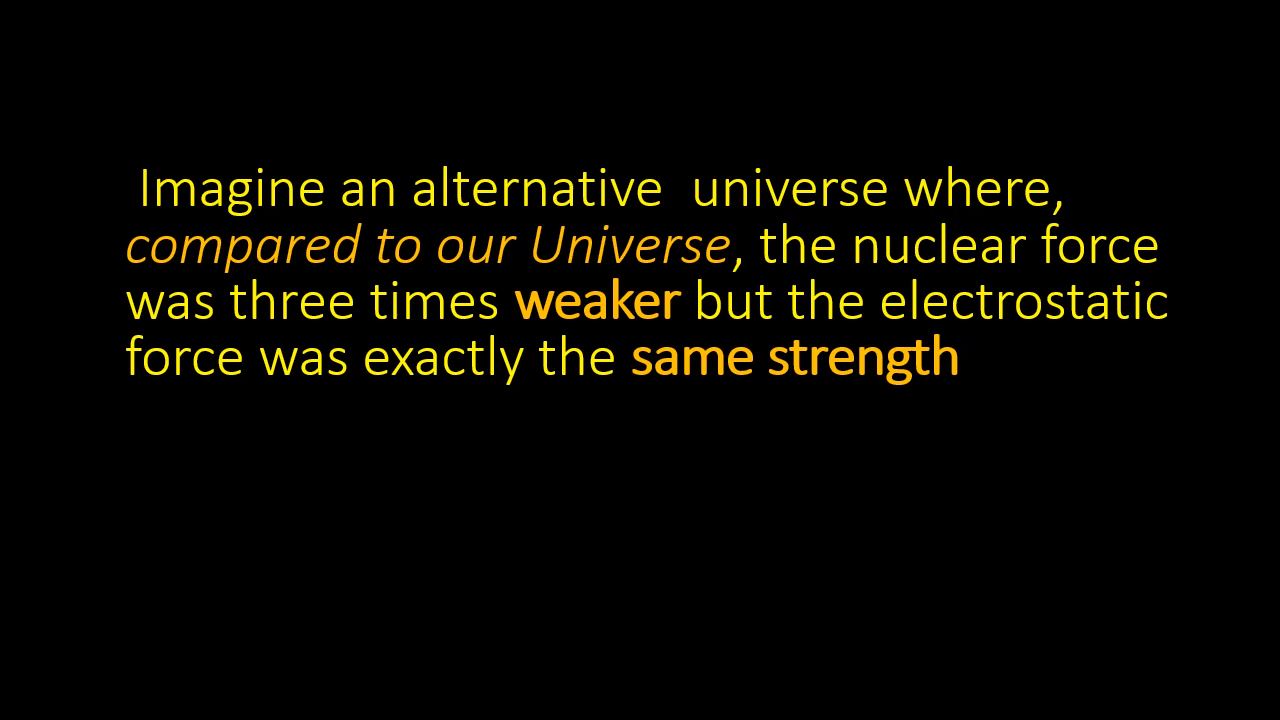 Imagine an alternative  universe where,
compared to our Universe, the nuclear force
was three times weaker but the electrostatic
force was exactly the same strength